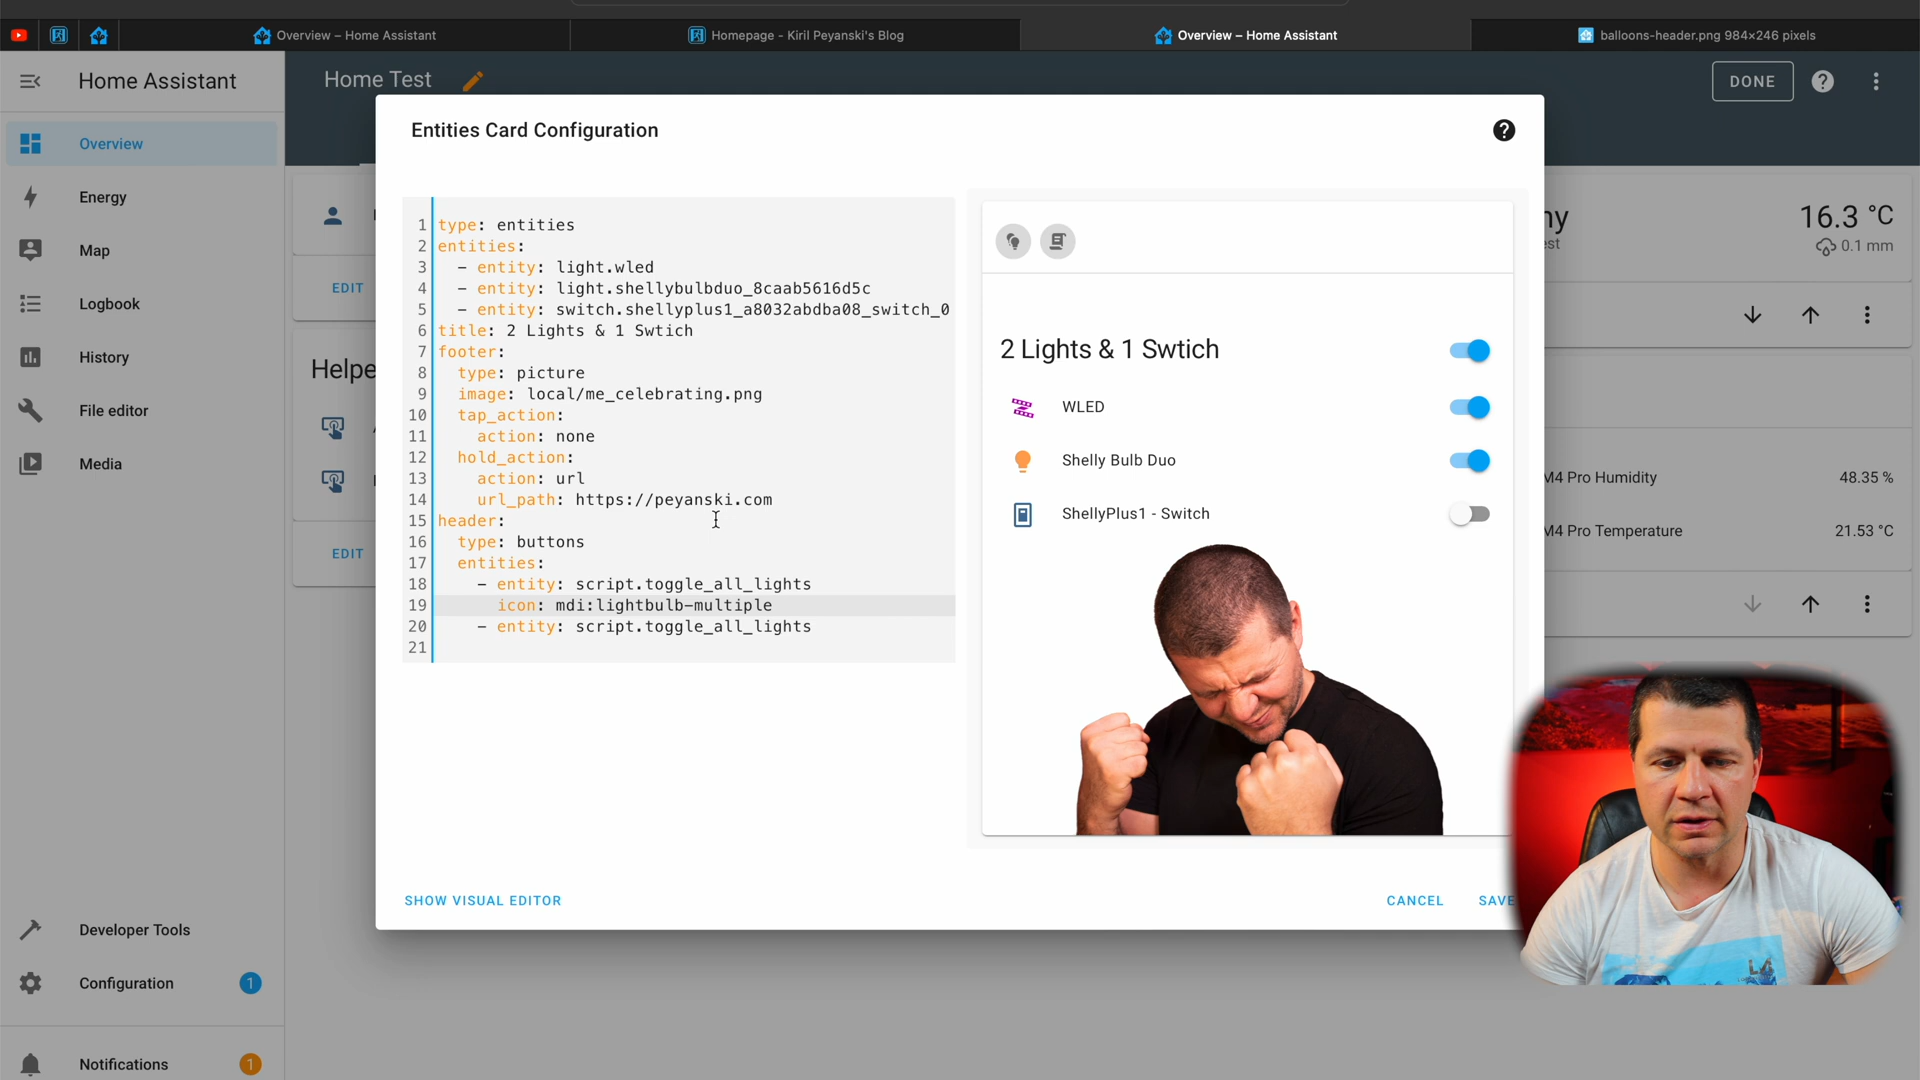 Overview – Home Assistant
Homepage - Kiril Peyanski's Blog
Overview – Home Assistant
balloons-header.png 984×246 pixels
Home Assistant
Home Test
DONE
Overview
Energy
Map
Logbook
History
File editor
Media
Developer Tools
Configuration
1
Notifications
1
EDIT
Helpe
EDIT
Entities Card Configuration
1 type: entities
2 entities:
3 - entity: light.wled
4 - entity: light.shellybulbduo_8caab5616d5c
5 - entity: switch.shellyplus1_a8032abdba08_switch_0
6 title: 2 Lights & 1 Swtich
7 footer:
8 type: picture
9 image: local/me_celebrating.png
10 tap_action:
11 action: none
12 hold_action:
13 action: url
14 url_path: https://peyanski.com
15 header:
16 type: buttons
17 entities:
18 - entity: script.toggle_all_lights
19 icon: mdi:lightbulb-multiple
20 - entity: script.toggle_all_lights
21
2 Lights & 1 Swtich
WLED
Shelly Bulb Duo
ShellyPlus1 - Switch
SHOW VISUAL EDITOR
CANCEL
SAVE
ny
est
16.3 °C
0.1 mm
M4 Pro Humidity
48.35 %
M4 Pro Temperature
21.53 °C